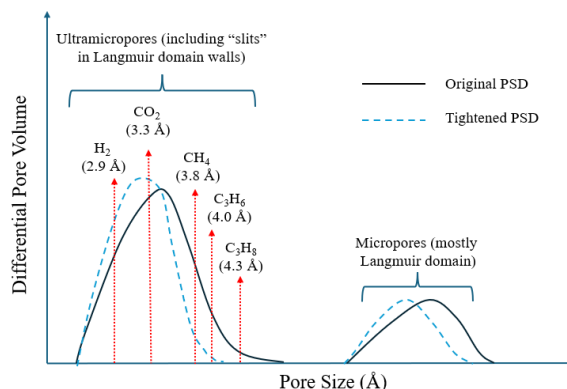 Ultramicropores (including “slits”
in Langmuir domain walls)
Original PSD
Tightened PSD
CO2
(3.3 Å)
H2
(2.9 Å)
CH4
(3.8 Å)
C3H6
(4.0 Å)
C3H8
(4.3 Å)
Micropores (mostly
Langmuir domain)
Differential Pore Volume
Pore Size (Å)